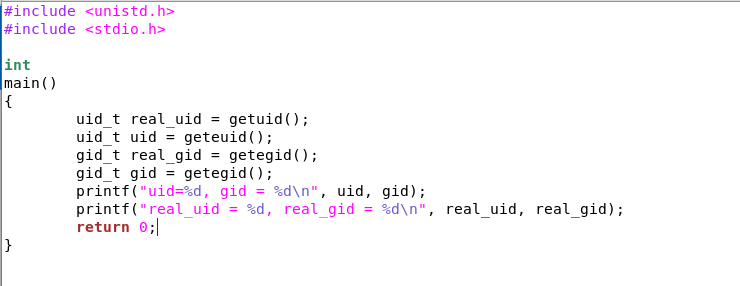 #include <unistd.h>
#include <stdio.h>
int
main()
{
uid_t real_uid = getuid();
uid_t uid = geteuid();
gid_t real_gid = getegid();
gid_t gid = getegid();
printf("uid=%d, gid = %d\n", uid, gid);
printf("real_uid = %d, real_gid = %d\n", real_uid, real_gid);
return 0;
}